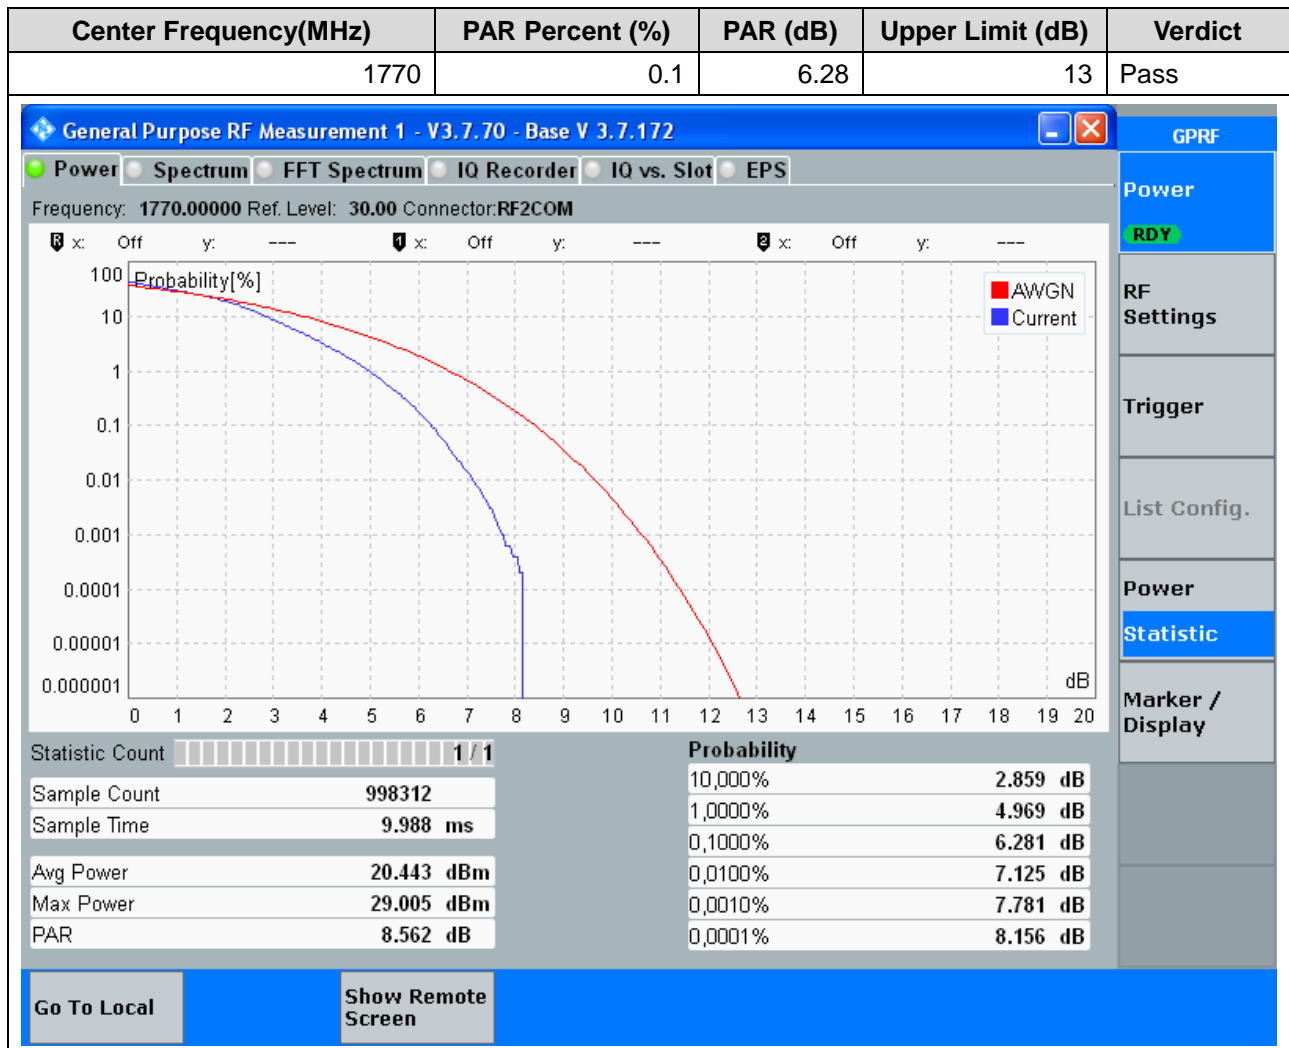 Center Frequency(MHz) PAR Percent (%) PAR (dB) Upper Limit (dB) Verdict
1770 0.1 6.28 13 Pass
General Purpose RF Measurement 1 - V3.7.70 - Base V 3.7.172
GPRF
Power Spectrum FFT Spectrum IQ Recorder IQ vs. Slot EPS
Power
RDY
Frequency: 1770.00000 Ref. Level: 30.00 Connector:RF2COM
R x: Off y: --- 1 x: Off y: --- 2 x: Off y: ---
Probability[%]
AWGN
Current
100
10
1
0.1
0.01
0.001
0.0001
0.00001
0.000001
dB
0 1 2 3 4 5 6 7 8 9 10 11 12 13 14 15 16 17 18 19 20
RF
Settings
Trigger
List Config.
Power
Statistic
Marker /
Display
Statistic Count 1 / 1
Sample Count 998312
Sample Time 9.988 ms
Avg Power 20.443 dBm
Max Power 29.005 dBm
PAR 8.562 dB
Probability
10,000% 2.859 dB
1,0000% 4.969 dB
0,1000% 6.281 dB
0,0100% 7.125 dB
0,0010% 7.781 dB
0,0001% 8.156 dB
Go To Local
Show Remote
Screen